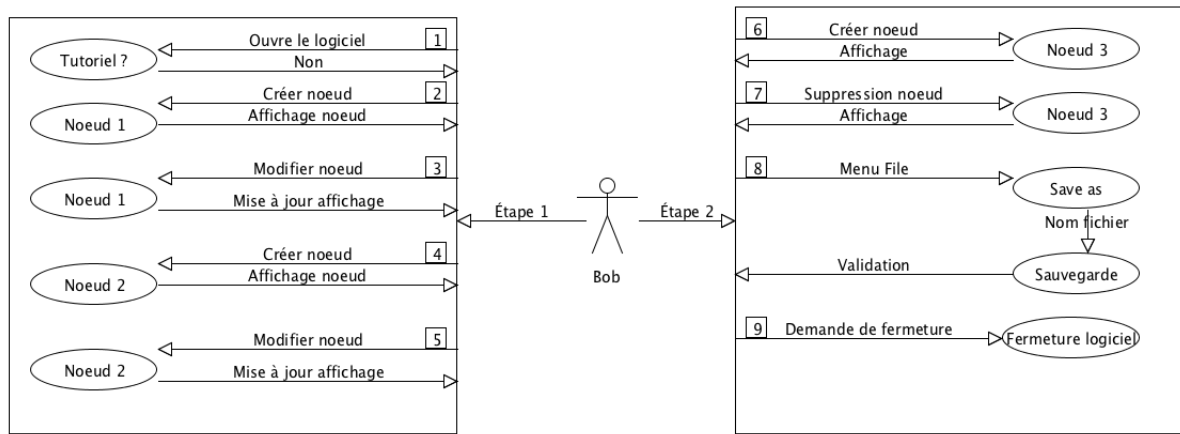 Ouvre le logiciel 1
Tutoriel ?
Non
Créer noeud 2
Noeud 1
Affichage noeud
Modifier noeud 3
Noeud 1
Mise à jour affichage
Créer noeud 4
Noeud 2
Affichage noeud
Modifier noeud 5
Noeud 2
Mise à jour affichage
Étape 1
Étape 2
Bob
6 Créer noeud
Noeud 3
Affichage
7 Suppression noeud
Noeud 3
Affichage
8 Menu File
Save as
Nom fichier
Validation
Sauvegarde
9 Demande de fermeture
Fermeture logiciel